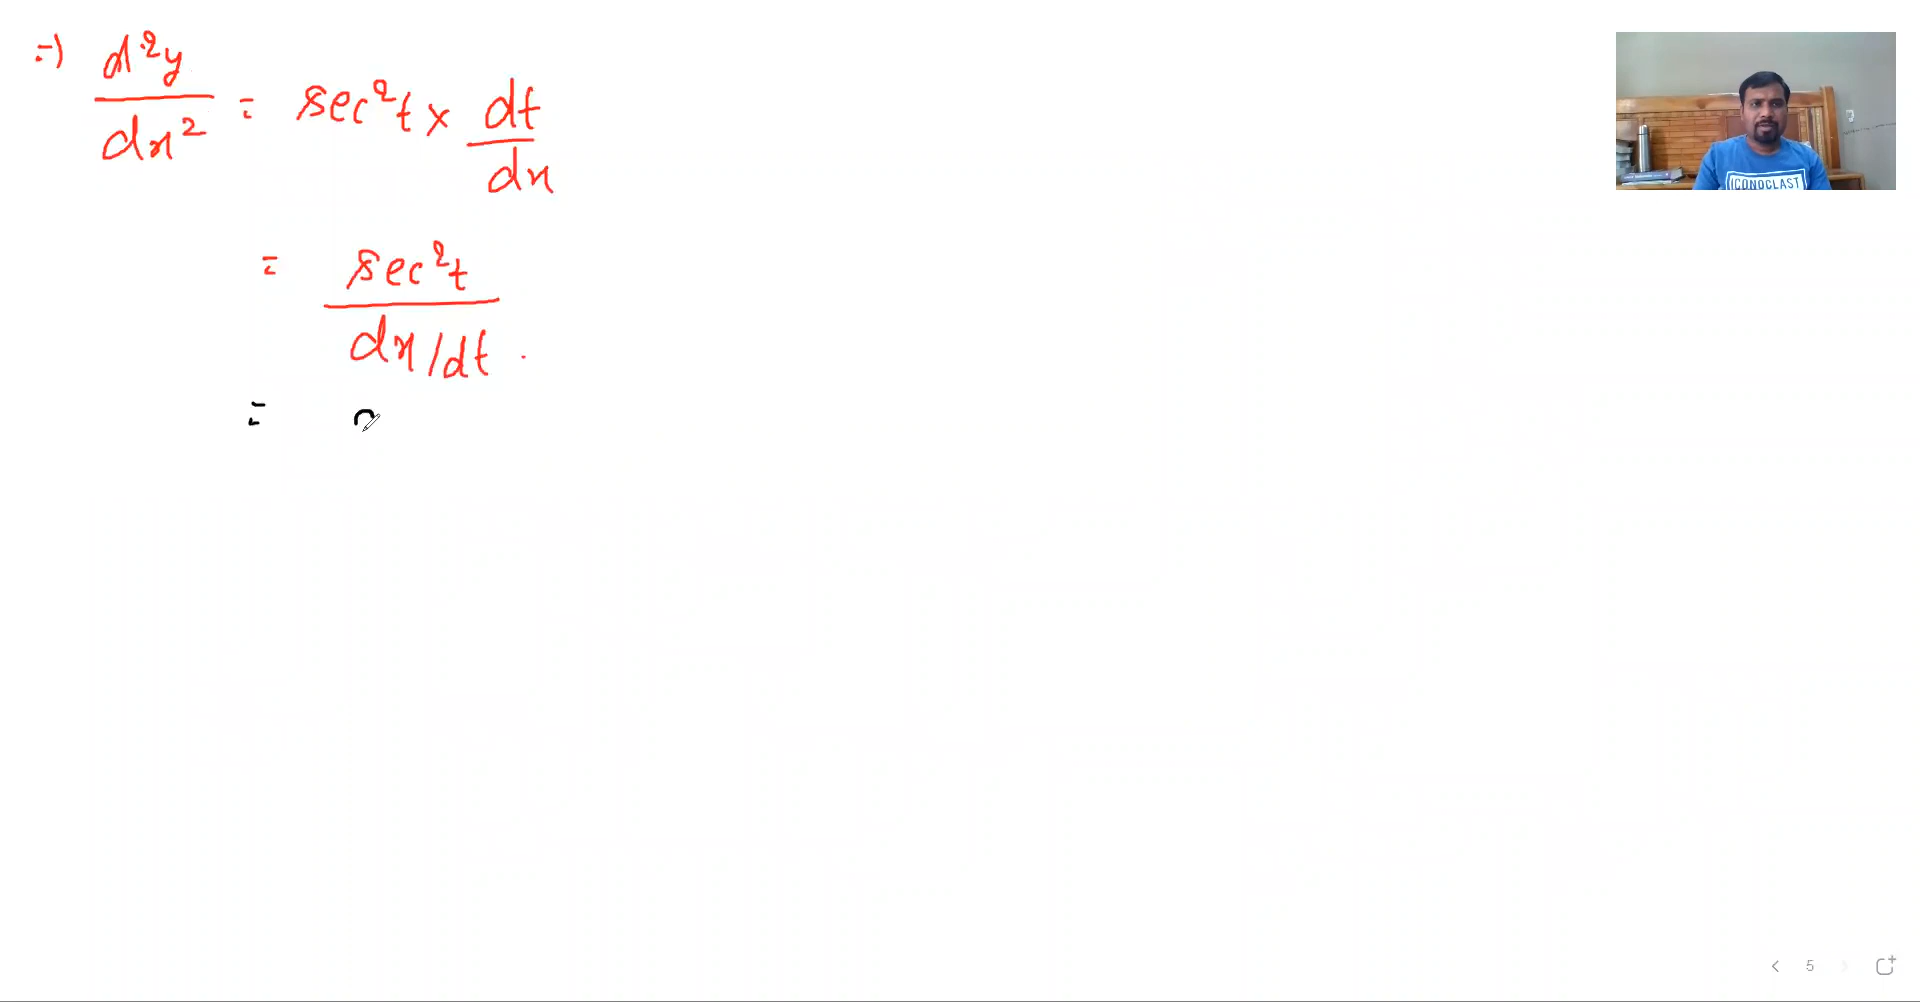 =) d²y/dx² = sec²t × dt/dx
= sec²t / dx/dt .
=
ICONOCLAST
5